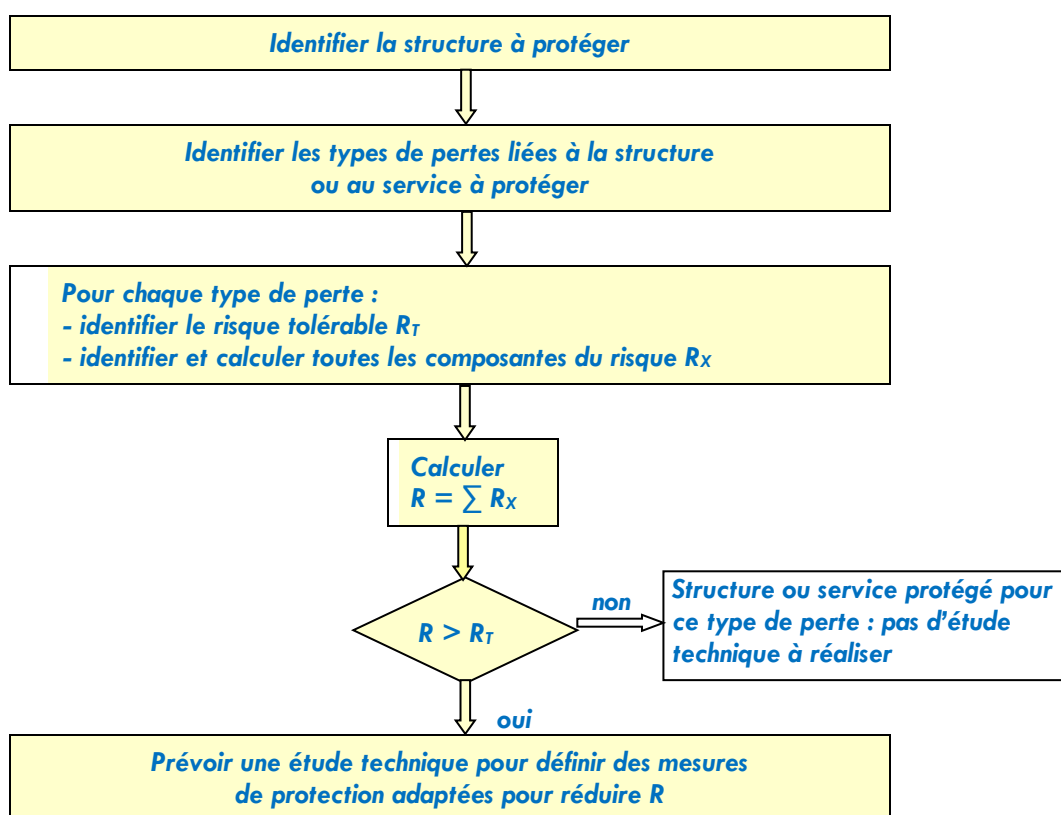 Identifier la structure à protéger
Identifier les types de pertes liées à la structure
ou au service à protéger
Pour chaque type de perte :
- identifier le risque tolérable RT
- identifier et calculer toutes les composantes du risque RX
Calculer
R = ∑ RX
R > RT
non
Structure ou service protégé pour
ce type de perte : pas d’étude
technique à réaliser
oui
Prévoir une étude technique pour définir des mesures
de protection adaptées pour réduire R